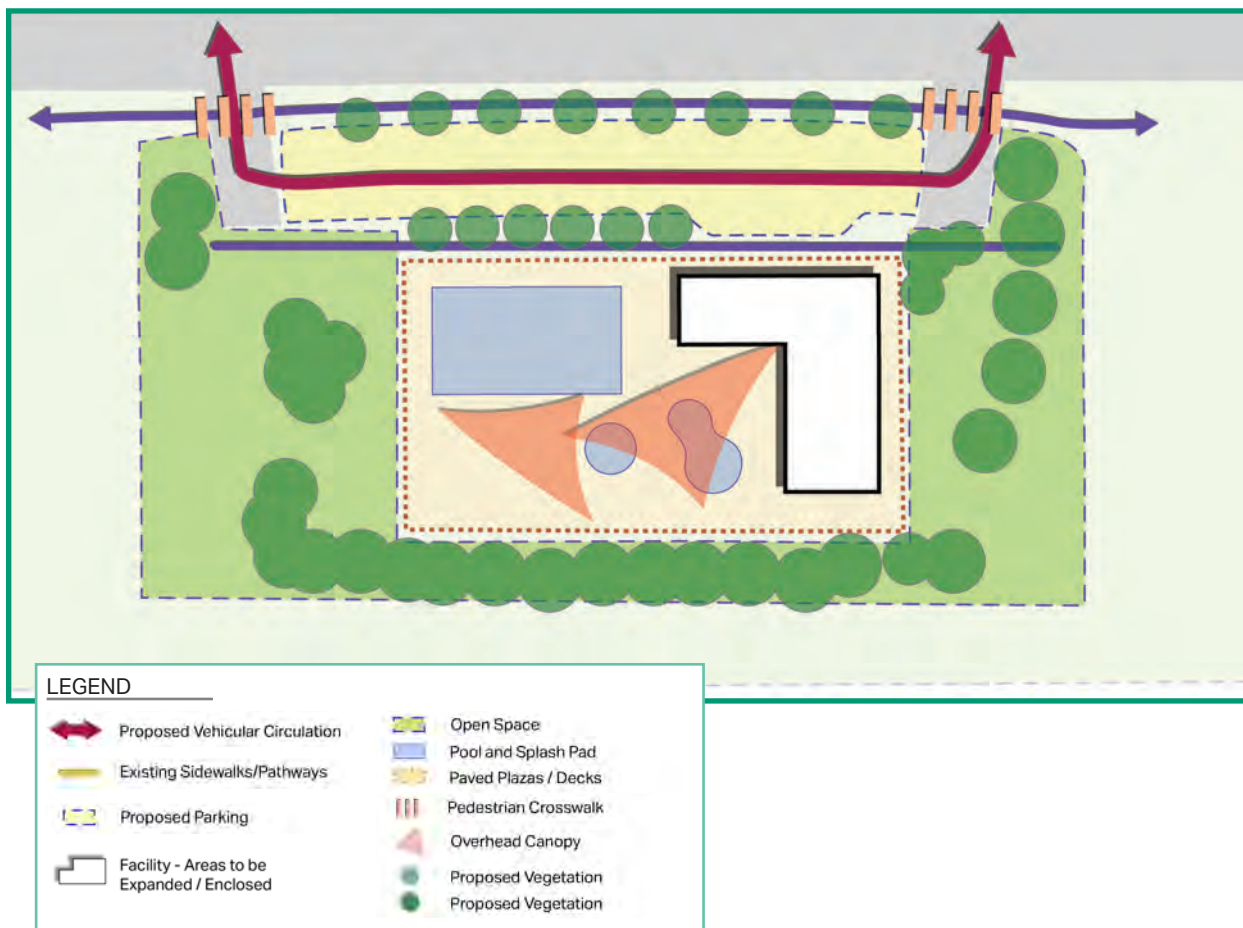 LEGEND
Proposed Vehicular Circulation
Existing Sidewalks/Pathways
Proposed Parking
Facility - Areas to be
Expanded / Enclosed
Open Space
Pool and Splash Pad
Paved Plazas / Decks
Pedestrian Crosswalk
Overhead Canopy
Proposed Vegetation
Proposed Vegetation